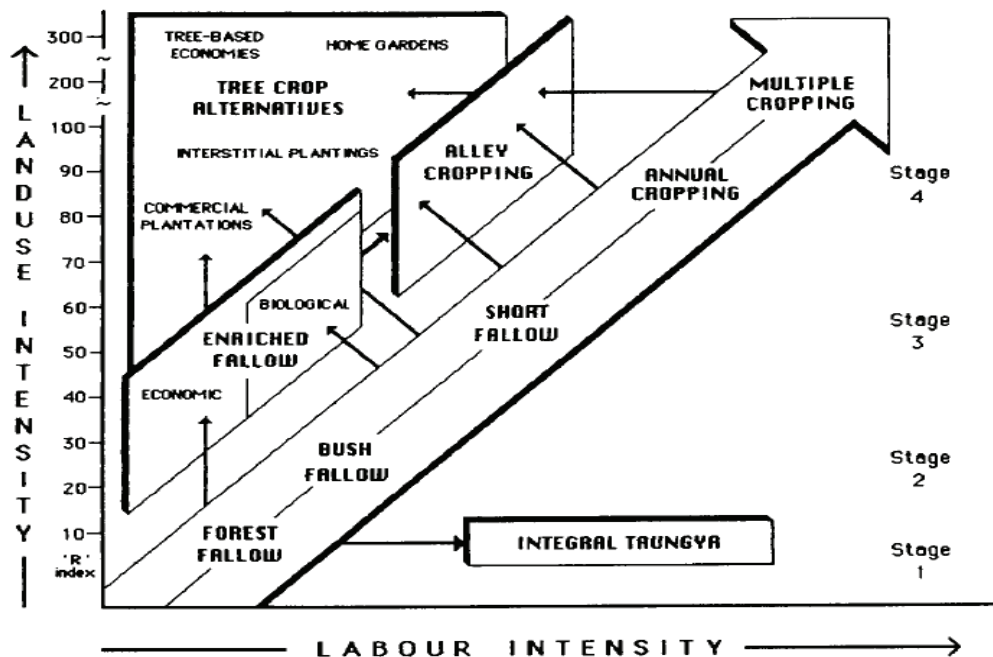 LANDUSE INTENSITY
300
200
100
90
80
70
60
50
40
30
20
10
'R'
index
TREE-BASED
ECONOMIES
HOME GARDENS
TREE CROP
ALTERNATIVES
INTERSTITIAL PLANTINGS
COMMERCIAL
PLANTATIONS
ALLEY
CROPPING
MULTIPLE
CROPPING
ANNUAL
CROPPING
BIOLOGICAL
ENRICHED
FALLOW
ECONOMIC
SHORT
FALLOW
BUSH
FALLOW
FOREST
FALLOW
INTEGRAL TAUNGYA
Stage
4
Stage
3
Stage
2
Stage
1
LABOUR INTENSITY